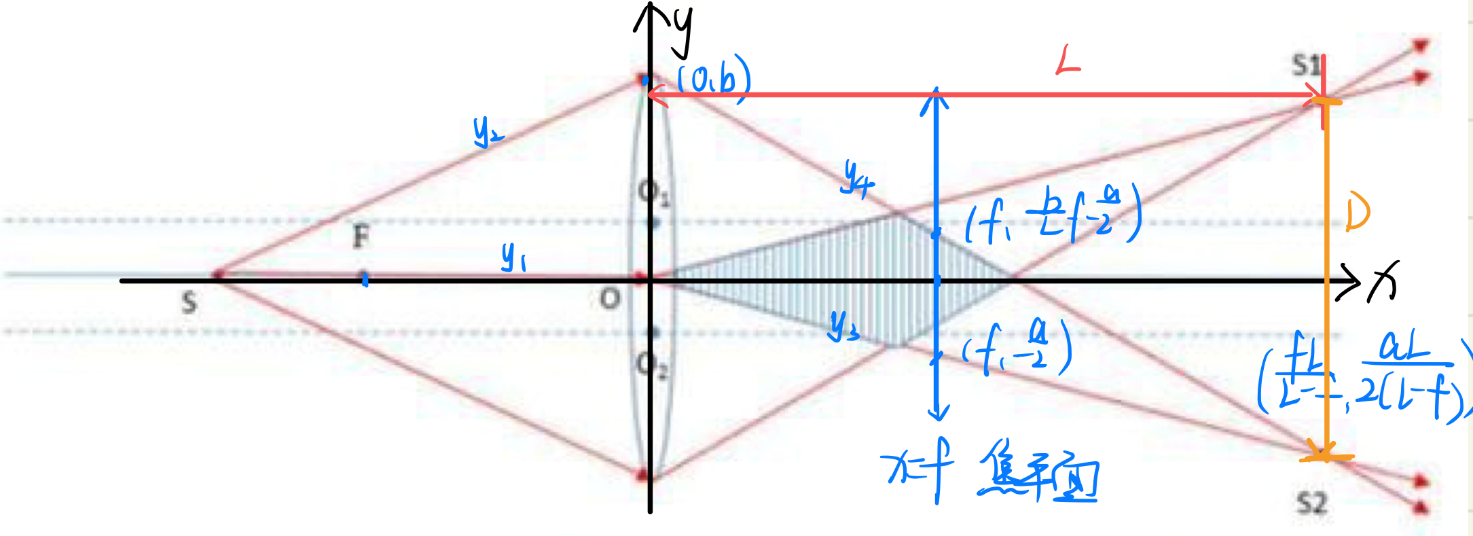 y
(0,b)
L
S1
y₂
O₁
y₄
F
(f, b/L f - a/2)
D
y₁
S
O
x
y₃
(f, -a/2)
O₂
(fL/L-f, aL/2(L-f))
x=f 焦平面
S2